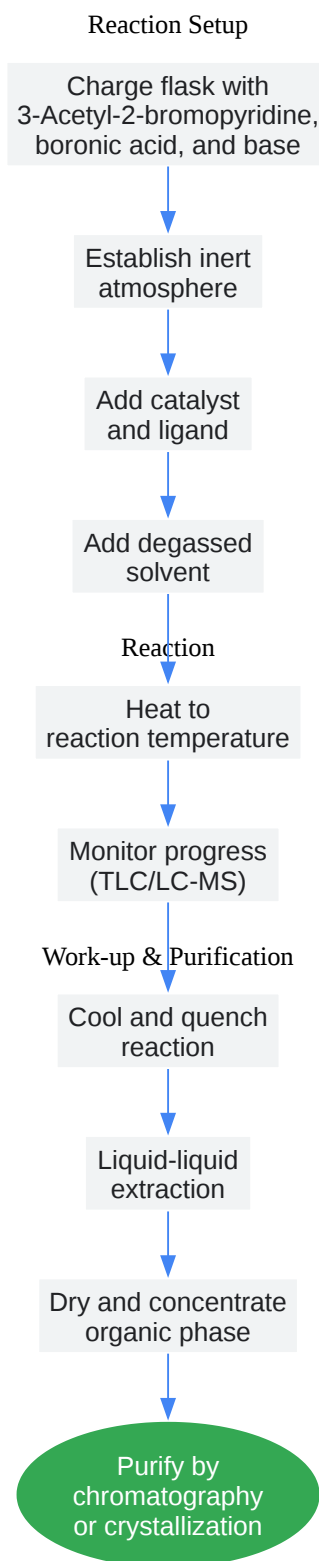 Reaction Setup
Charge flask with
3-Acetyl-2-bromopyridine,
boronic acid, and base
Establish inert
atmosphere
Add catalyst
and ligand
Add degassed
solvent
Reaction
Heat to
reaction temperature
Monitor progress
(TLC/LC-MS)
Work-up & Purification
Cool and quench
reaction
Liquid-liquid
extraction
Dry and concentrate
organic phase
Purify by
chromatography
or crystallization